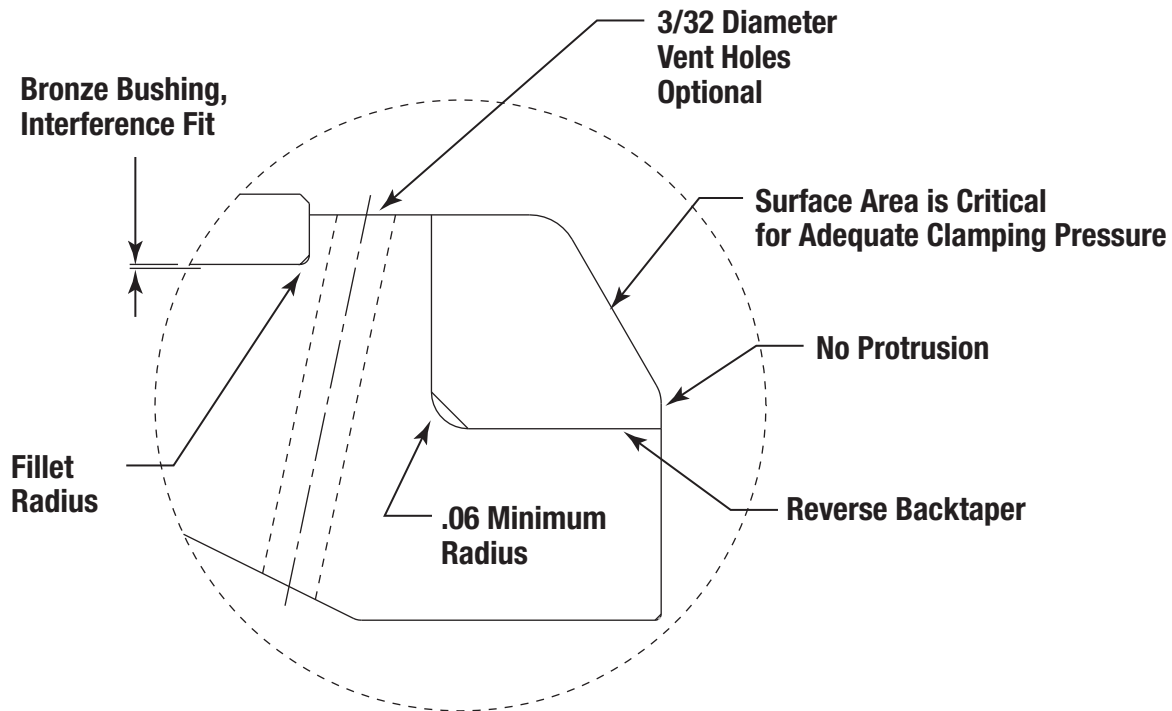 3/32 Diameter
Vent Holes
Optional
Bronze Bushing,
Interference Fit
Surface Area is Critical
for Adequate Clamping Pressure
No Protrusion
Fillet
Radius
.06 Minimum
Radius
Reverse Backtaper